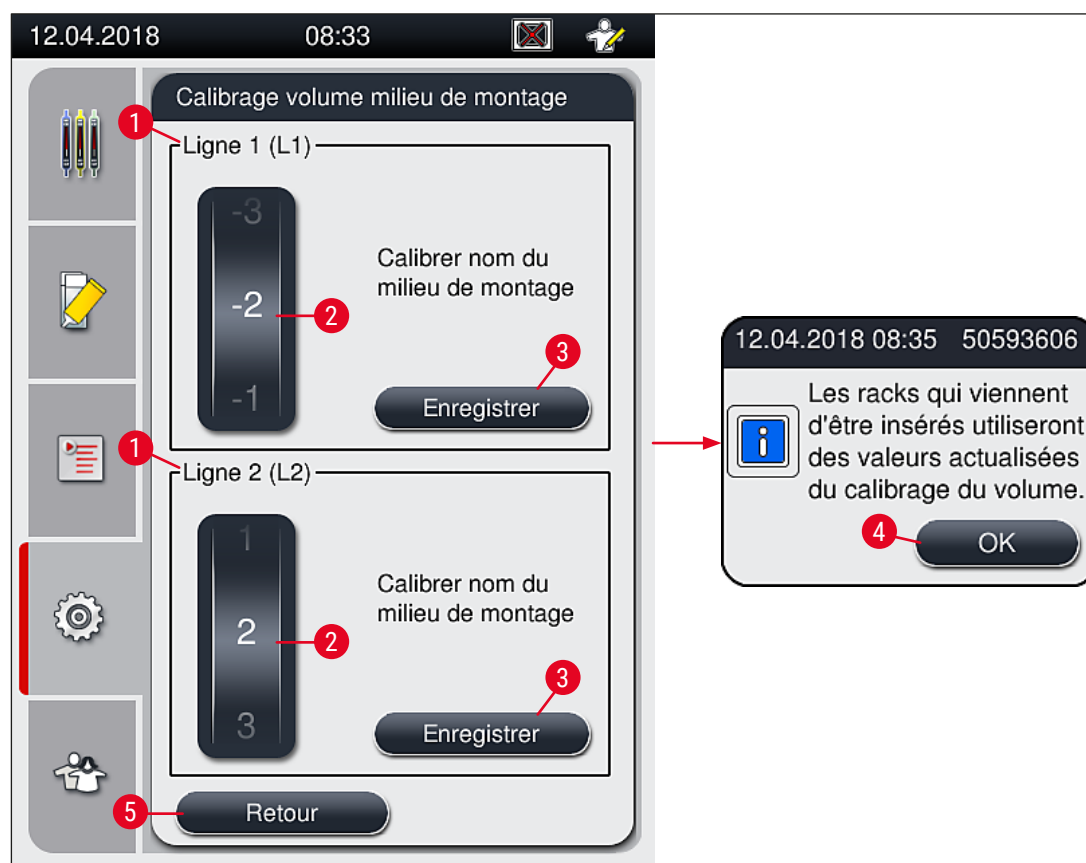 12.04.2018 08:33
Calibrage volume milieu de montage
1
Ligne 1 (L1)
-3
-2
-1
2
Calibrer nom du
milieu de montage
3
Enregistrer
1
Ligne 2 (L2)
1
2
3
2
Calibrer nom du
milieu de montage
3
Enregistrer
5
Retour
12.04.2018 08:35 50593606
i
Les racks qui viennent
d'être insérés utiliseront
des valeurs actualisées
du calibrage du volume.
4
OK